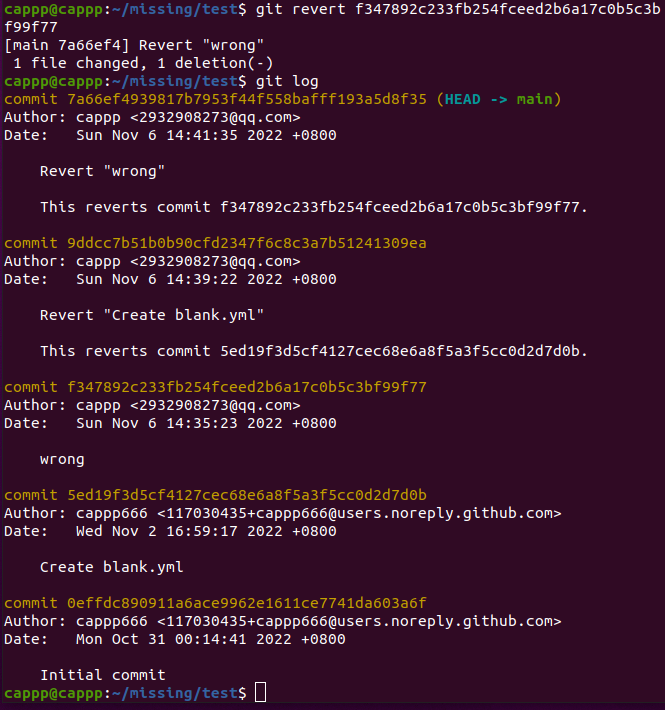 cappp@cappp:~/missing/test$ git revert f347892c233fb254fceed2b6a17c0b5c3b
f99f77
[main 7a66ef4] Revert "wrong"
 1 file changed, 1 deletion(-)
cappp@cappp:~/missing/test$ git log
commit 7a66ef4939817b7953f44f558bafff193a5d8f35 (HEAD -> main)
Author: cappp <2932908273@qq.com>
Date:   Sun Nov 6 14:41:35 2022 +0800
    Revert "wrong"
    This reverts commit f347892c233fb254fceed2b6a17c0b5c3bf99f77.
commit 9ddcc7b51b0b90cfd2347f6c8c3a7b51241309ea
Author: cappp <2932908273@qq.com>
Date:   Sun Nov 6 14:39:22 2022 +0800
    Revert "Create blank.yml"
    This reverts commit 5ed19f3d5cf4127cec68e6a8f5a3f5cc0d2d7d0b.
commit f347892c233fb254fceed2b6a17c0b5c3bf99f77
Author: cappp <2932908273@qq.com>
Date:   Sun Nov 6 14:35:23 2022 +0800
    wrong
commit 5ed19f3d5cf4127cec68e6a8f5a3f5cc0d2d7d0b
Author: cappp666 <117030435+cappp666@users.noreply.github.com>
Date:   Wed Nov 2 16:59:17 2022 +0800
    Create blank.yml
commit 0effdc890911a6ace9962e1611ce7741da603a6f
Author: cappp666 <117030435+cappp666@users.noreply.github.com>
Date:   Mon Oct 31 00:14:41 2022 +0800
    Initial commit
cappp@cappp:~/missing/test$